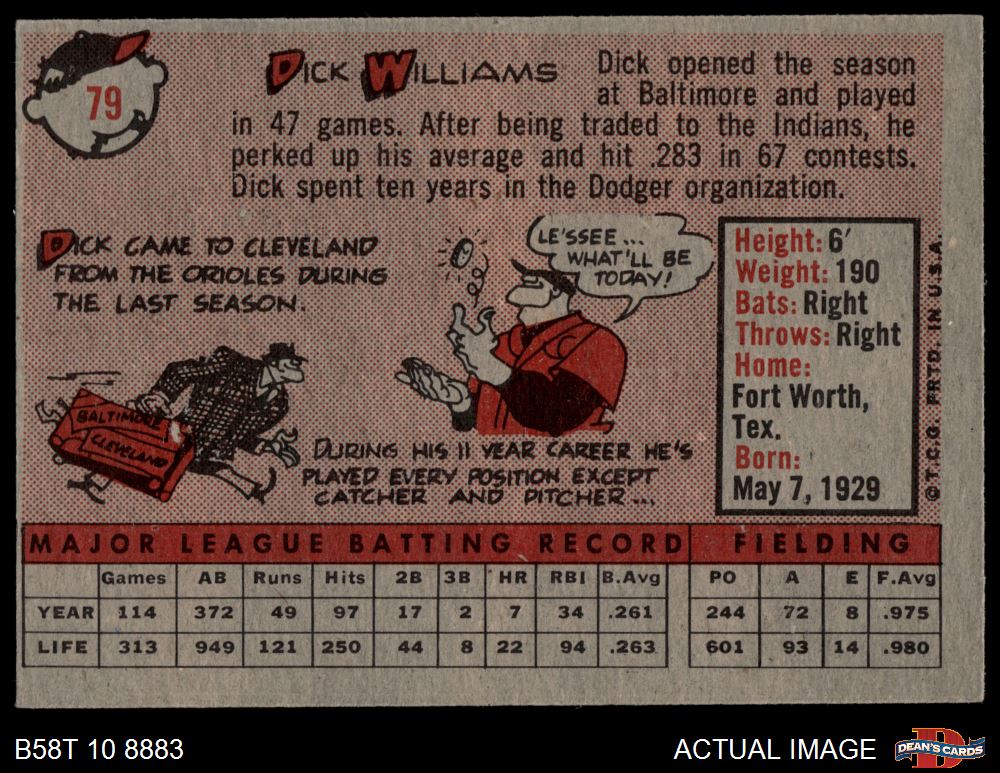 79
DICK WILLIAMS
Dick opened the season
at Baltimore and played
in 47 games. After being traded to the Indians, he
perked up his average and hit .283 in 67 contests.
Dick spent ten years in the Dodger organization.
DICK CAME TO CLEVELAND
FROM THE ORIOLES DURING
THE LAST SEASON.
BALTIMORE
CLEVELAND
LE'SSEE...
WHAT'LL BE
TODAY!
DURING HIS 11 YEAR CAREER HE'S
PLAYED EVERY POSITION EXCEPT
CATCHER AND PITCHER...
Height: 6'
Weight: 190
Bats: Right
Throws: Right
Home:
Fort Worth,
Tex.
Born:
May 7, 1929
© T.C.G. PRTD. IN U.S.A.
MAJOR LEAGUE BATTING RECORD FIELDING
Games AB Runs Hits 2B 3B HR RBI B.Avg PO A E F.Avg
YEAR 114 372 49 97 17 2 7 34 .261 244 72 8 .975
LIFE 313 949 121 250 44 8 22 94 .263 601 93 14 .980
B58T 10 8883 ACTUAL IMAGE DEAN'S CARDS